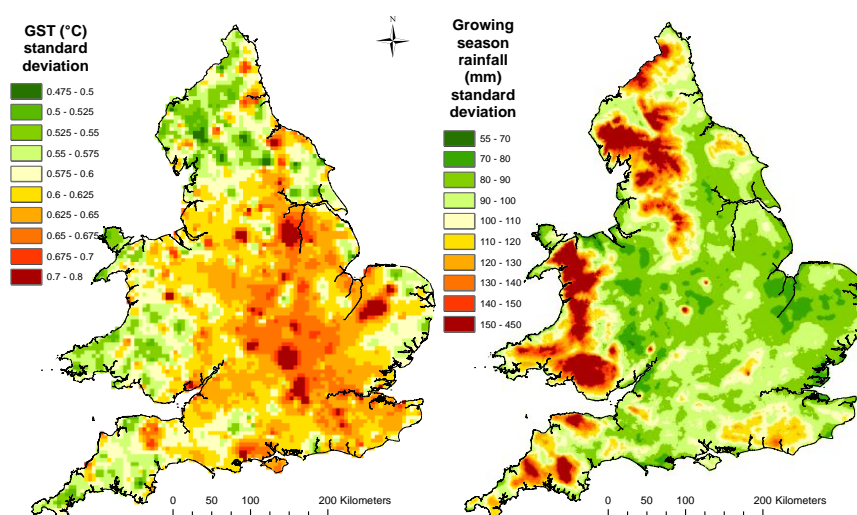 GST (°C)
standard
deviation
0.475 - 0.5
0.5 - 0.525
0.525 - 0.55
0.55 - 0.575
0.575 - 0.6
0.6 - 0.625
0.625 - 0.65
0.65 - 0.675
0.675 - 0.7
0.7 - 0.8
0 50 100 200 Kilometers
N
Growing
season
rainfall
(mm)
standard
deviation
55 - 70
70 - 80
80 - 90
90 - 100
100 - 110
110 - 120
120 - 130
130 - 140
140 - 150
150 - 450
0 50 100 200 Kilometers